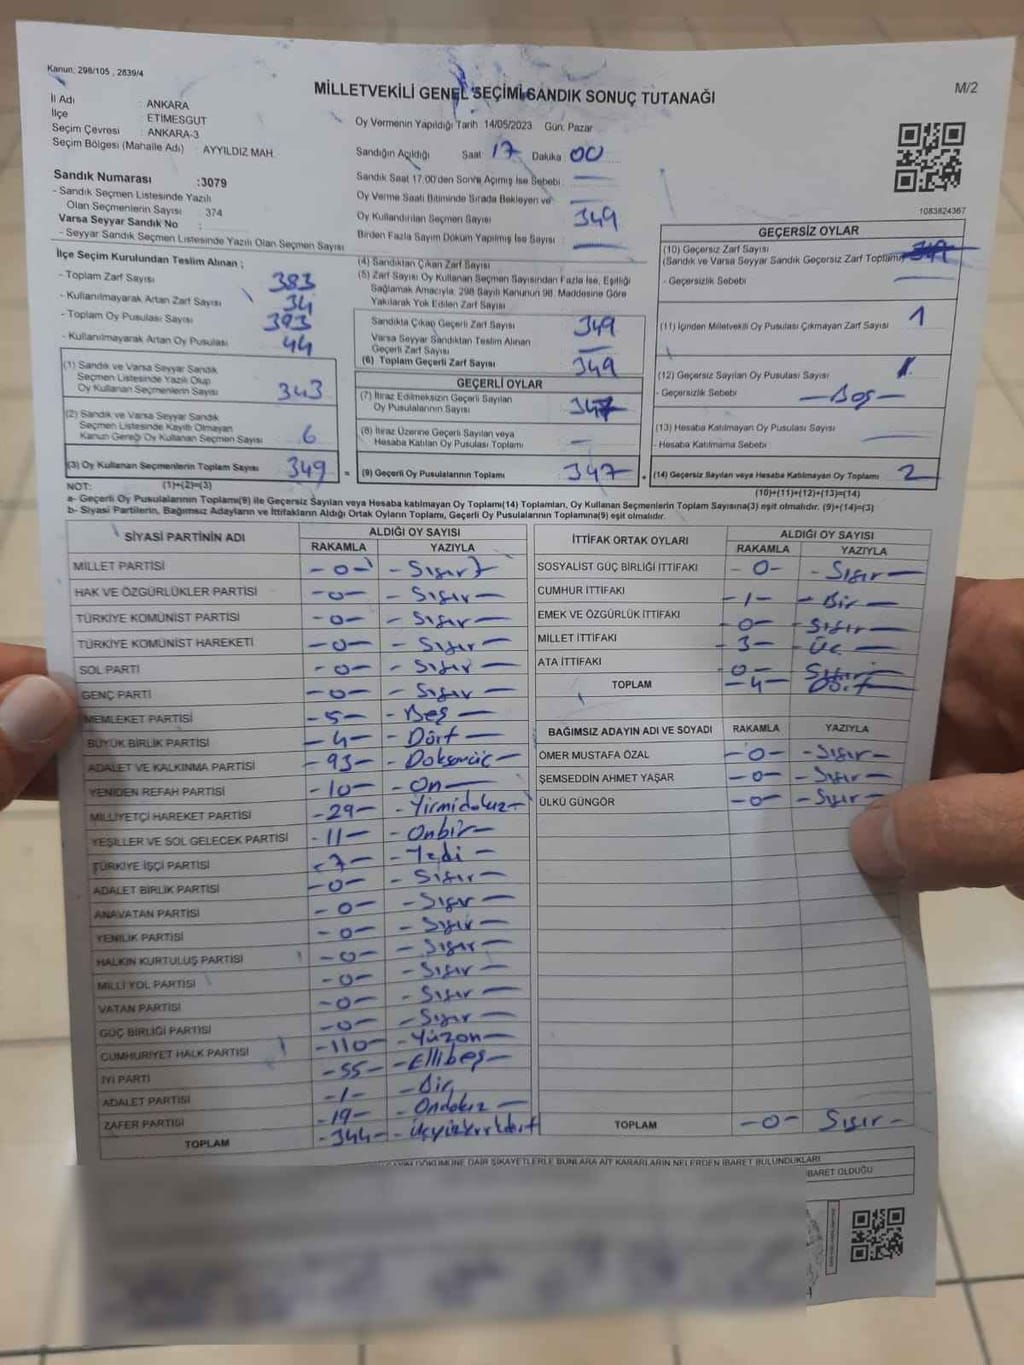 Kanun: 298/105 , 2839/4
M/2
MİLLETVEKİLİ GENEL SEÇİMİ SANDIK SONUÇ TUTANAĞI
İl Adı : ANKARA
İlçe : ETİMESGUT
Seçim Çevresi : ANKARA-3
Seçim Bölgesi (Mahalle Adı) : AYYILDIZ MAH.
Oy Vermenin Yapıldığı Tarih: 14/05/2023 Gün: Pazar
Sandığın Açıldığı Saat 17 Dakika 00
Sandık Saat 17.00'den Sonra Açımış İse Sebebi:
Oy Verme Saati Bitiminde Sırada Bekleyen ve
Oy Kullandırılan Seçmen Sayısı 349
Birden Fazla Sayım Döküm Yapılmış İse Sayısı :
1083824367
Sandık Numarası :3079
- Sandık Seçmen Listesinde Yazılı
Olan Seçmenlerin Sayısı : 374
Varsa Seyyar Sandık No :
- Seyyar Sandık Seçmen Listesinde Yazılı Olan Seçmen Sayısı
İlçe Seçim Kurulundan Teslim Alınan ;
- Toplam Zarf Sayısı 383
- Kullanılmayarak Artan Zarf Sayısı 34
- Toplam Oy Pusulası Sayısı 393
- Kullanılmayarak Artan Oy Pusulası 44
(1) Sandık ve Varsa Seyyar Sandık
Seçmen Listesinde Yazılı Olup
Oy Kullanan Seçmenlerin Sayısı 343
(2) Sandık ve Varsa Seyyar Sandık
Seçmen Listesinde Kayıtlı Olmayan
Kanun Gereği Oy Kullanan Seçmen Sayısı 6
(3) Oy Kullanan Seçmenlerin Toplam Sayısı 349
(4) Sandıktan Çıkan Zarf Sayısı
(5) Zarf Sayısı Oy Kullanan Seçmen Sayısından Fazla İse, Eşitliği
Sağlamak Amacıyla, 298 Sayılı Kanunun 98. Maddesine Göre
Yakılarak Yok Edilen Zarf Sayısı
Sandıkta Çıkan Geçerli Zarf Sayısı 349
Varsa Seyyar Sandıktan Teslim Alınan
Geçerli Zarf Sayısı
(6) Toplam Geçerli Zarf Sayısı 349
GEÇERLİ OYLAR
(7) İtiraz Edilmeksizin Geçerli Sayılan
Oy Pusulalarının Sayısı 347
(8) İtiraz Üzerine Geçerli Sayılan veya
Hesaba Katılan Oy Pusulası Toplamı –
= (9) Geçerli Oy Pusulalarının Toplamı 347
GEÇERSİZ OYLAR
(10) Geçersiz Zarf Sayısı
(Sandık ve Varsa Seyyar Sandık Geçersiz Zarf Toplamı)
- Geçersizlik Sebebi
(11) İçinden Milletvekili Oy Pusulası Çıkmayan Zarf Sayısı 1
(12) Geçersiz Sayılan Oy Pusulası Sayısı 1
- Geçersizlik Sebebi – Boş –
(13) Hesaba Katılmayan Oy Pusulası Sayısı
- Hesaba Katılmama Sebebi
(14) Geçersiz Sayılan veya Hesaba Katılmayan Oy Toplamı 2
NOT: (1)+(2)=(3)
(10)+(11)+(12)+(13)=(14)
a- Geçerli Oy Pusulalarının Toplamı(9) ile Geçersiz Sayılan veya Hesaba katılmayan Oy Toplamı(14) Toplamları, Oy Kullanan Seçmenlerin Toplam Sayısına(3) eşit olmalıdır. (9)+(14)=(3)
b- Siyasi Partilerin, Bağımsız Adayların ve İttifakların Aldığı Ortak Oyların Toplamı, Geçerli Oy Pusulalarının Toplamına(9) eşit olmalıdır.
SİYASİ PARTİNİN ADI ALDIĞI OY SAYISI
RAKAMLA YAZIYLA
MİLLET PARTİSİ -0- - Sıfır
HAK VE ÖZGÜRLÜKLER PARTİSİ -0- - Sıfır -
TÜRKİYE KOMÜNİST PARTİSİ -0- - Sıfır -
TÜRKİYE KOMÜNİST HAREKETİ -0- - Sıfır -
SOL PARTİ -0- - Sıfır -
GENÇ PARTİ -0- - Sıfır -
MEMLEKET PARTİSİ -5- - Beş -
BÜYÜK BİRLİK PARTİSİ -4- - Dört -
ADALET VE KALKINMA PARTİSİ -93- - Doksanüç -
YENİDEN REFAH PARTİSİ -10- - On -
MİLLİYETÇİ HAREKET PARTİSİ -29- - Yirmidokuz -
YEŞİLLER VE SOL GELECEK PARTİSİ -11- - Onbir -
TÜRKİYE İŞÇİ PARTİSİ -7- - Yedi -
ADALET BİRLİK PARTİSİ -0- - Sıfır -
ANAVATAN PARTİSİ -0- - Sıfır -
YENİLİK PARTİSİ -0- - Sıfır -
HALKIN KURTULUŞ PARTİSİ -0- - Sıfır -
MİLLİ YOL PARTİSİ -0- - Sıfır -
VATAN PARTİSİ -0- - Sıfır -
GÜÇ BİRLİĞİ PARTİSİ -0- - Sıfır -
CUMHURİYET HALK PARTİSİ -110- - Yüzon -
İYİ PARTİ -55- - Ellibeş -
ADALET PARTİSİ -1- - Bir
ZAFER PARTİSİ -19- - Ondokuz -
TOPLAM -344- - Üçyüzkırkdört
İTTİFAK ORTAK OYLARI ALDIĞI OY SAYISI
RAKAMLA YAZIYLA
SOSYALİST GÜÇ BİRLİĞİ İTTİFAKI -0- - Sıfır -
CUMHUR İTTİFAKI -1- - Bir -
EMEK VE ÖZGÜRLÜK İTTİFAKI -0- - Sıfır -
MİLLET İTTİFAKI -3- - Üç -
ATA İTTİFAKI -0- Sıfır
TOPLAM -4- Dört
BAĞIMSIZ ADAYIN ADI VE SOYADI RAKAMLA YAZIYLA
ÖMER MUSTAFA ÖZAL -0- - Sıfır -
ŞEMSEDDİN AHMET YAŞAR -0- - Sıfır -
ÜLKÜ GÜNGÖR -0- - Sıfır -
TOPLAM -0- Sıfır -
DÖKÜMÜNE DAİR ŞİKAYETLERLE BUNLARA AİT KARARLARIN NELERDEN İBARET BULUNDUKLARI
İBARET OLDUĞU